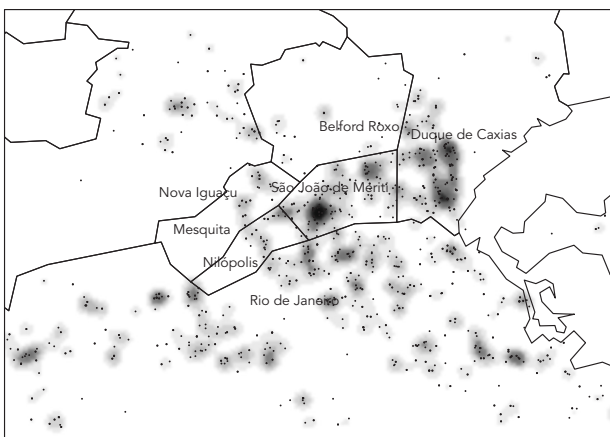 Belford Roxo
Duque de Caxias
Nova Iguaçu
São João de Meriti
Mesquita
Nilópolis
Rio de Janeiro